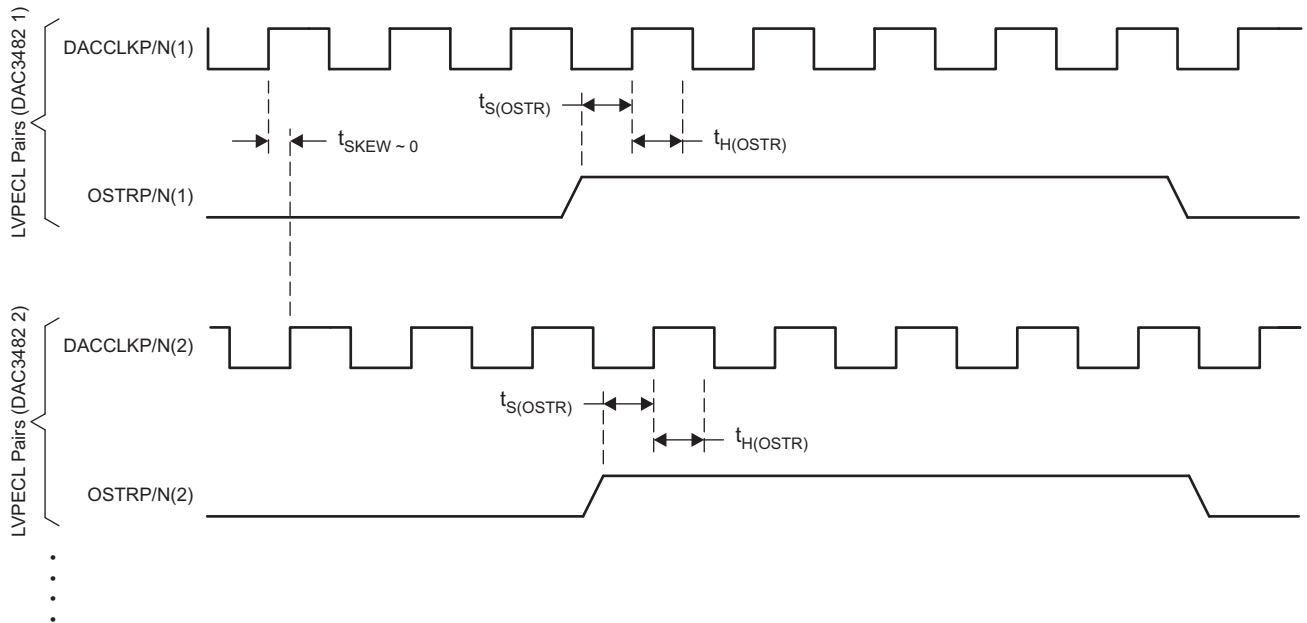 LVPECL Pairs (DAC3482 1)
DACCLKP/N(1)
tS(OSTR)
tH(OSTR)
tSKEW ~ 0
OSTRP/N(1)
LVPECL Pairs (DAC3482 2)
DACCLKP/N(2)
tS(OSTR)
tH(OSTR)
OSTRP/N(2)